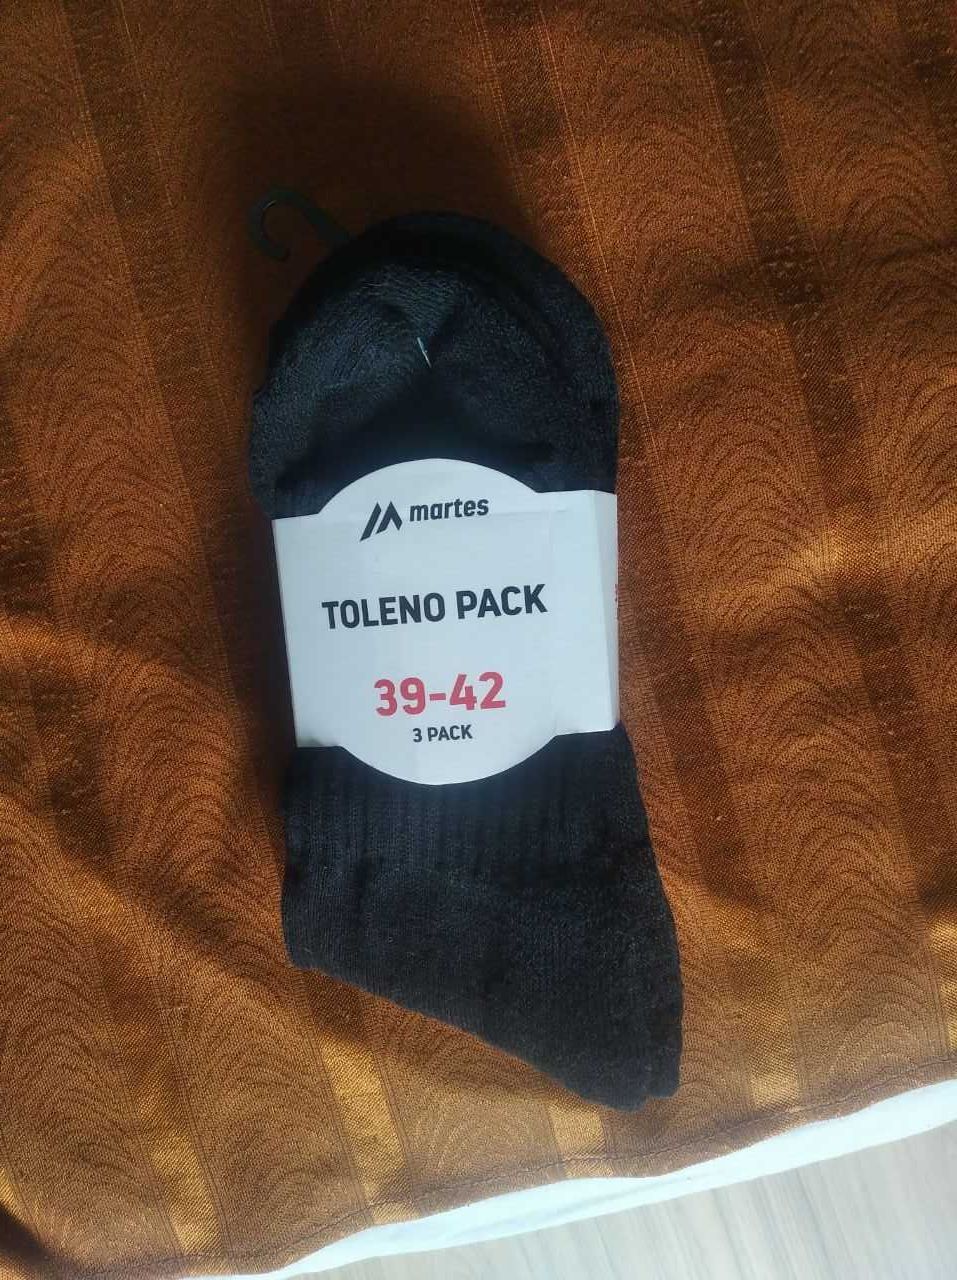 martes
TOLENO PACK
39-42
3 PACK